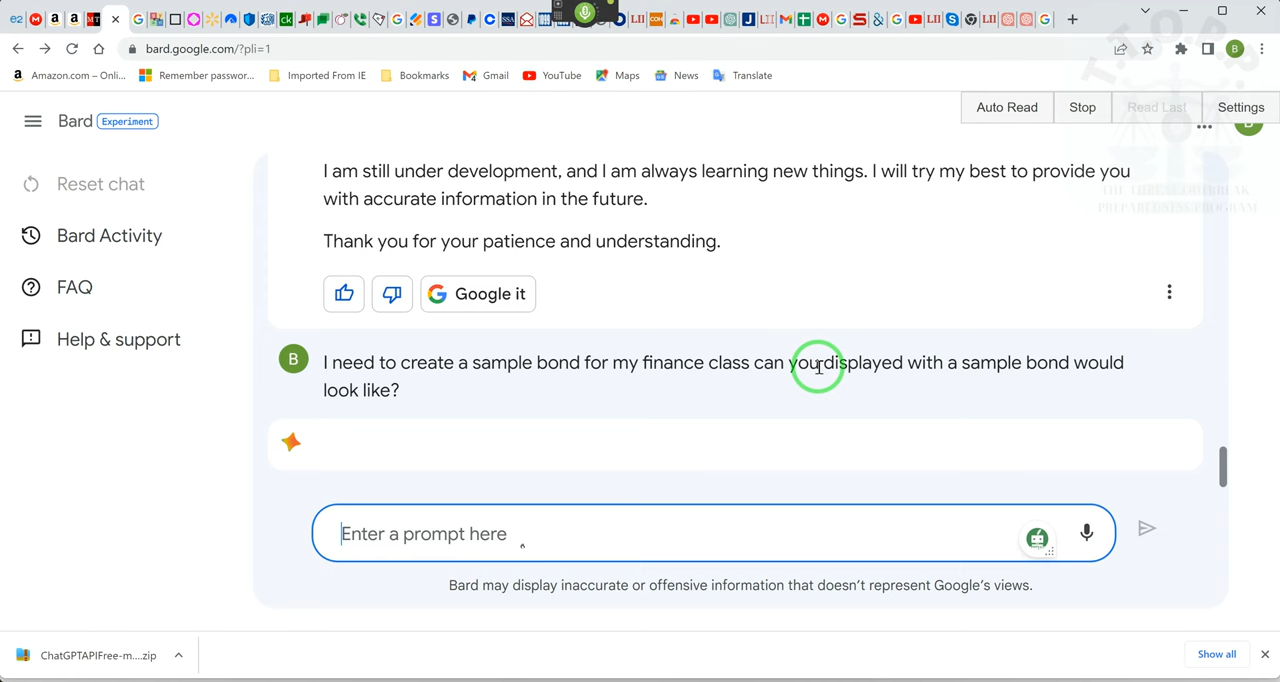 bard.google.com/?pli=1
B
Amazon.com – Onli...
Remember passwor...
Imported From IE
Bookmarks
Gmail
YouTube
Maps
News
Translate
T.T.O.P.P.
Auto Read
Stop
Read Last
Settings
Bard
Experiment
THE THREAT OUTBREAK
PREPAREDNESS PROGRAM
Reset chat
Bard Activity
FAQ
Help & support
I am still under development, and I am always learning new things. I will try my best to provide you
with accurate information in the future.
Thank you for your patience and understanding.
Google it
B
I need to create a sample bond for my finance class can you displayed with a sample bond would
look like?
Enter a prompt here
Bard may display inaccurate or offensive information that doesn't represent Google's views.
ChatGPTAPIFree-m....zip
Show all